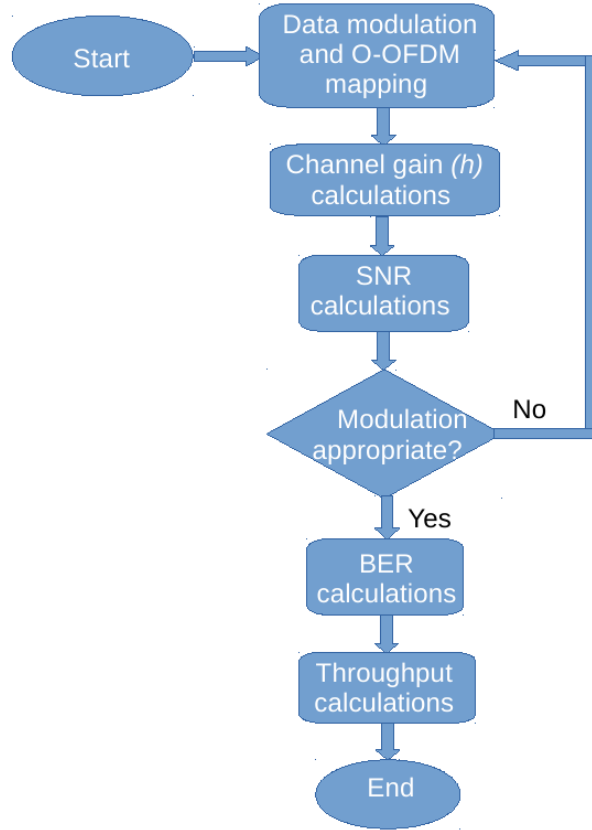 Start
Data modulation
and O-OFDM
mapping
Channel gain (h)
calculations
SNR
calculations
Modulation
appropriate?
No
Yes
BER
calculations
Throughput
calculations
End